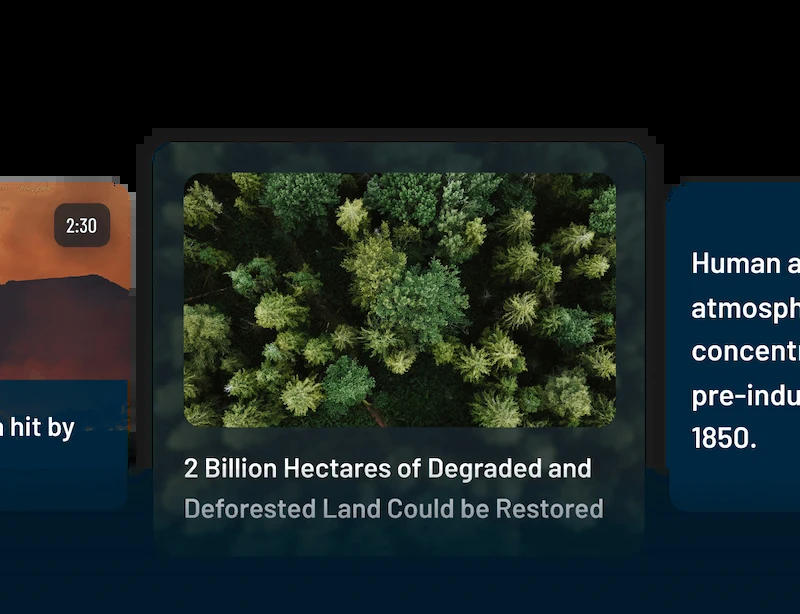 2:30
hit by
2 Billion Hectares of Degraded and
Deforested Land Could be Restored
Human
atmosph
concent
pre-indu
1850.